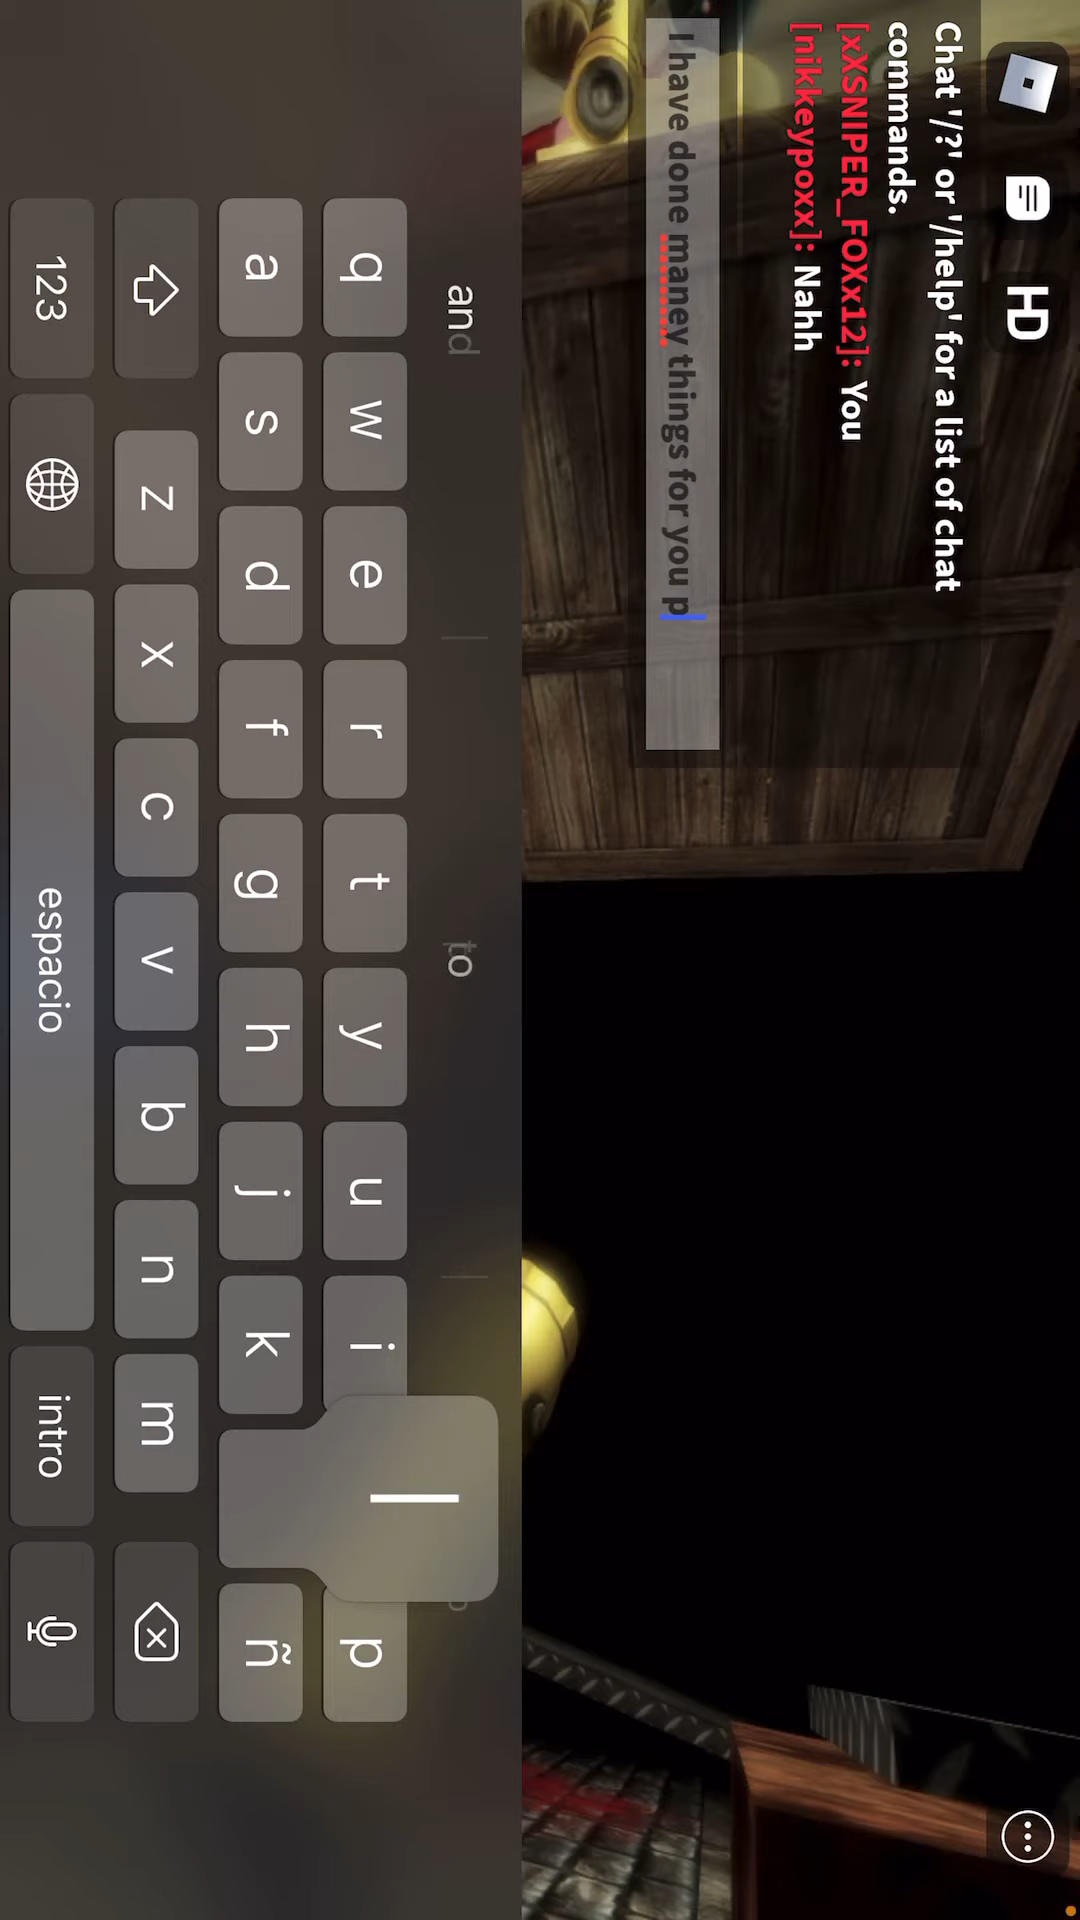 HD
Chat '/?' or '/help' for a list of chat
commands.
[xXSNIPER_FOXx12]: You
[nikkeypoxx]: Nahh
I have done maney things for you p
and to
q w e r t y u i p
a s d f g h j k l ñ
z x c v b n m
123 espacio intro